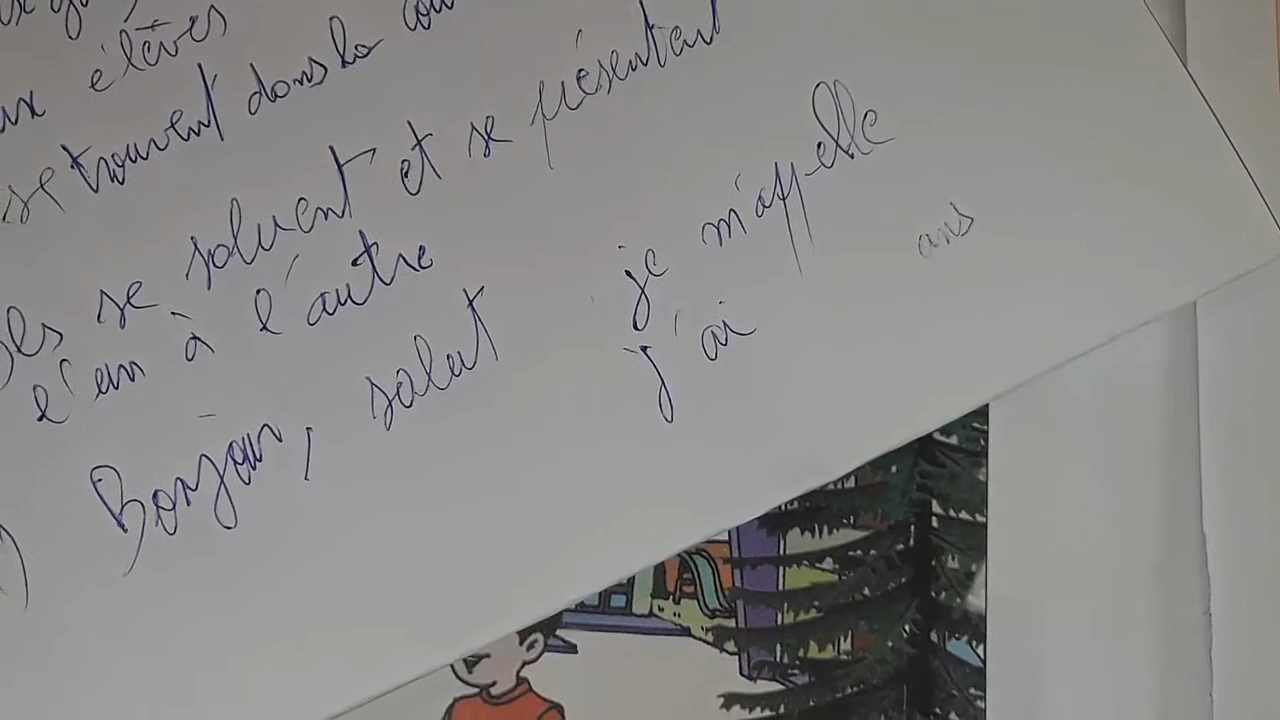 élèves
se trouvent dans la cou
ils se saluent et se présentent
l'un à l'autre
Bonjour, salut je m'appelle
j'ai ans